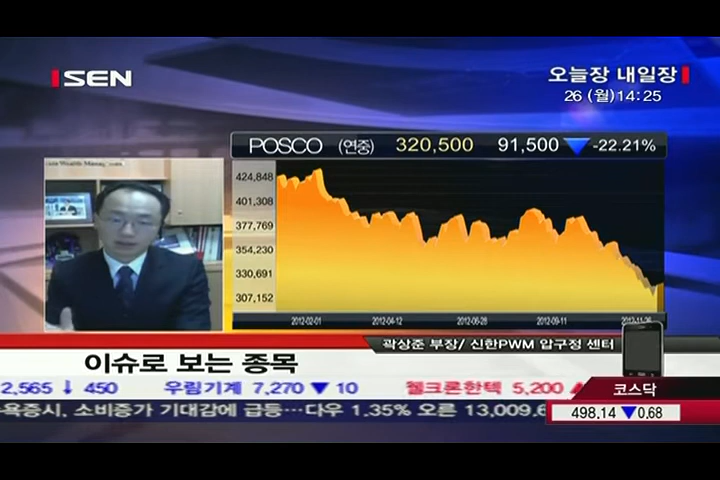 SEN
오늘장 내일장
26 (월) 14:25
POSCO (연중) 320,500 91,500 ▼ -22.21%
424,848
401,308
377,769
354,230
330,691
307,152
2012-02-01 2012-04-12 2012-06-28 2012-09-11 2012-11-26
곽상준 부장/ 신한PWM 압구정 센터
이슈로 보는 종목
2,565 ↓ 450 우림기계 7,270 ▼ 10 웰크론한텍 5,200 ▲
코스닥
욕증시, 소비증가 기대감에 급등…다우 1.35% 오른 13,009.6
498.14 ▼ 0.68